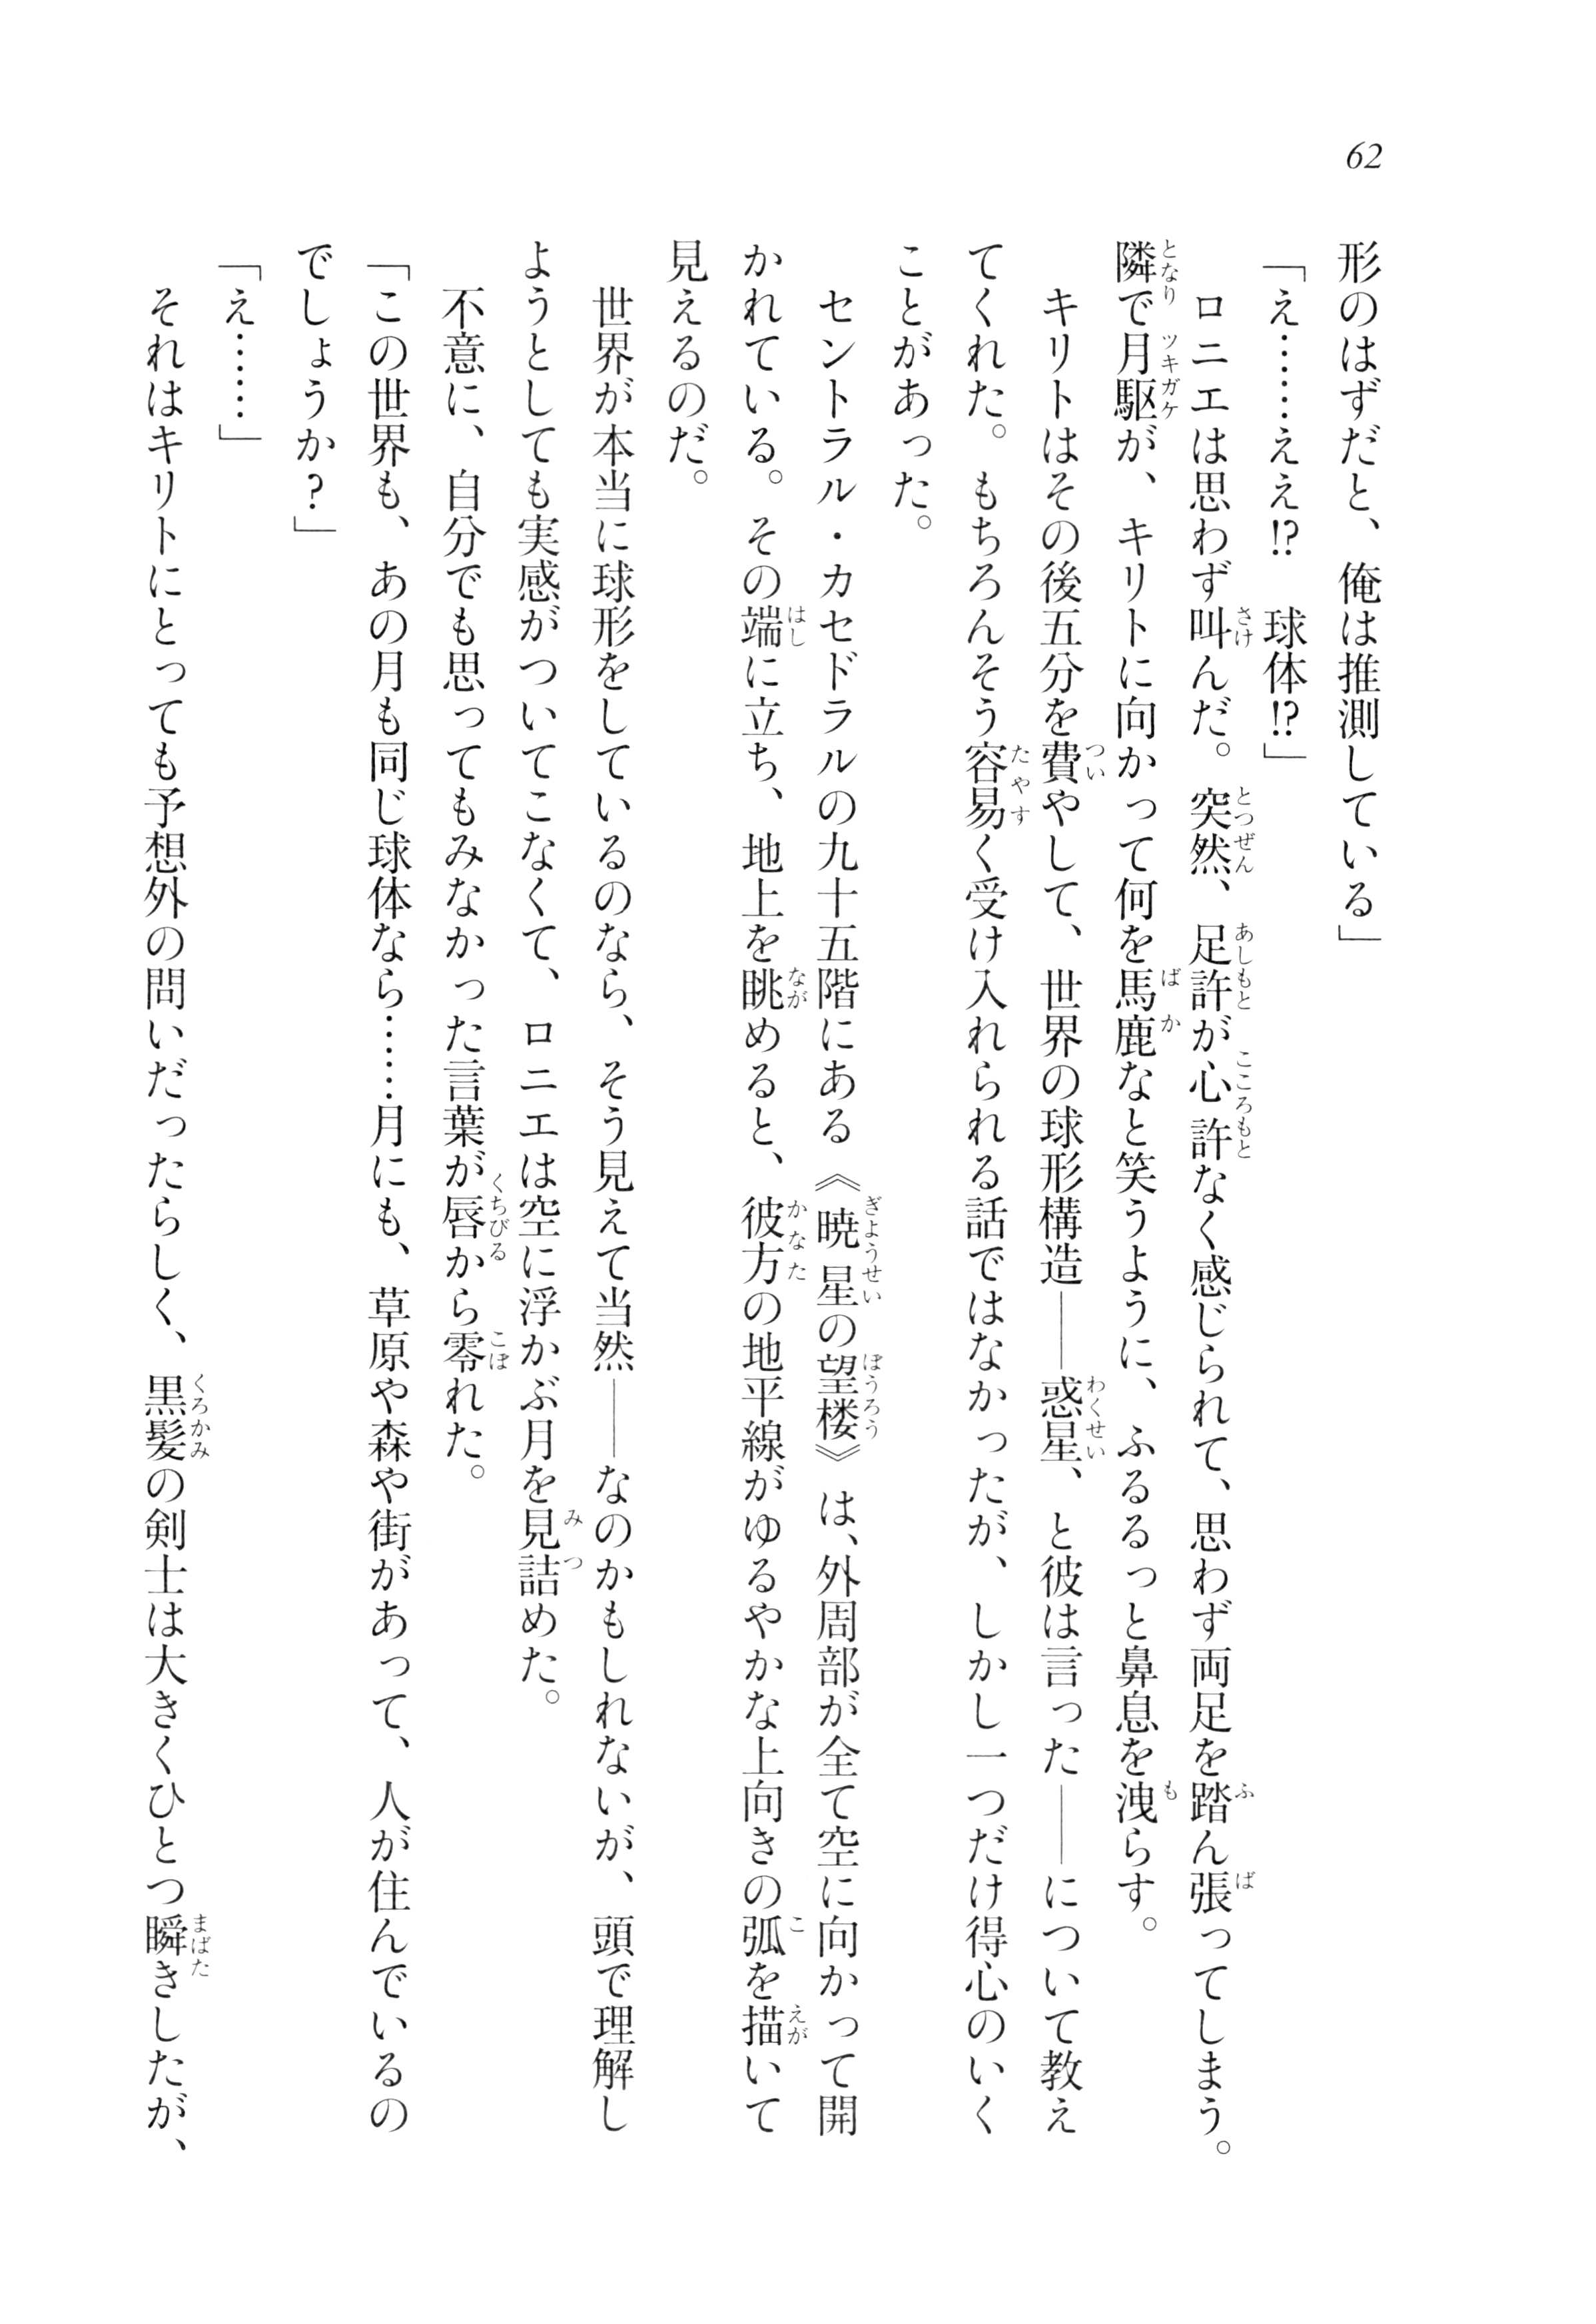 62
形のはずだと、俺は推測している」
「え……ええ!?　球体!?」
　ロニエは思わず叫んだ。突然、足許が心許なく感じられて、思わず両足を踏ん張ってしまう。
隣で月駆が、キリトに向かって何を馬鹿なと笑うように、ふるるっと鼻息を洩らす。
　キリトはその後五分を費やして、世界の球形構造――惑星、と彼は言った――について教え
てくれた。もちろんそう容易く受け入れられる話ではなかったが、しかし一つだけ得心のいく
ことがあった。
　セントラル・カセドラルの九十五階にある《暁星の望楼》は、外周部が全て空に向かって開
かれている。その端に立ち、地上を眺めると、彼方の地平線がゆるやかな上向きの弧を描いて
見えるのだ。
　世界が本当に球形をしているのなら、そう見えて当然――なのかもしれないが、頭で理解し
ようとしても実感がついてこなくて、ロニエは空に浮かぶ月を見詰めた。
　不意に、自分でも思ってもみなかった言葉が唇から零れた。
「この世界も、あの月も同じ球体なら……月にも、草原や森や街があって、人が住んでいるの
でしょうか?」
「え……」
　それはキリトにとっても予想外の問いだったらしく、黒髪の剣士は大きくひとつ瞬きしたが、